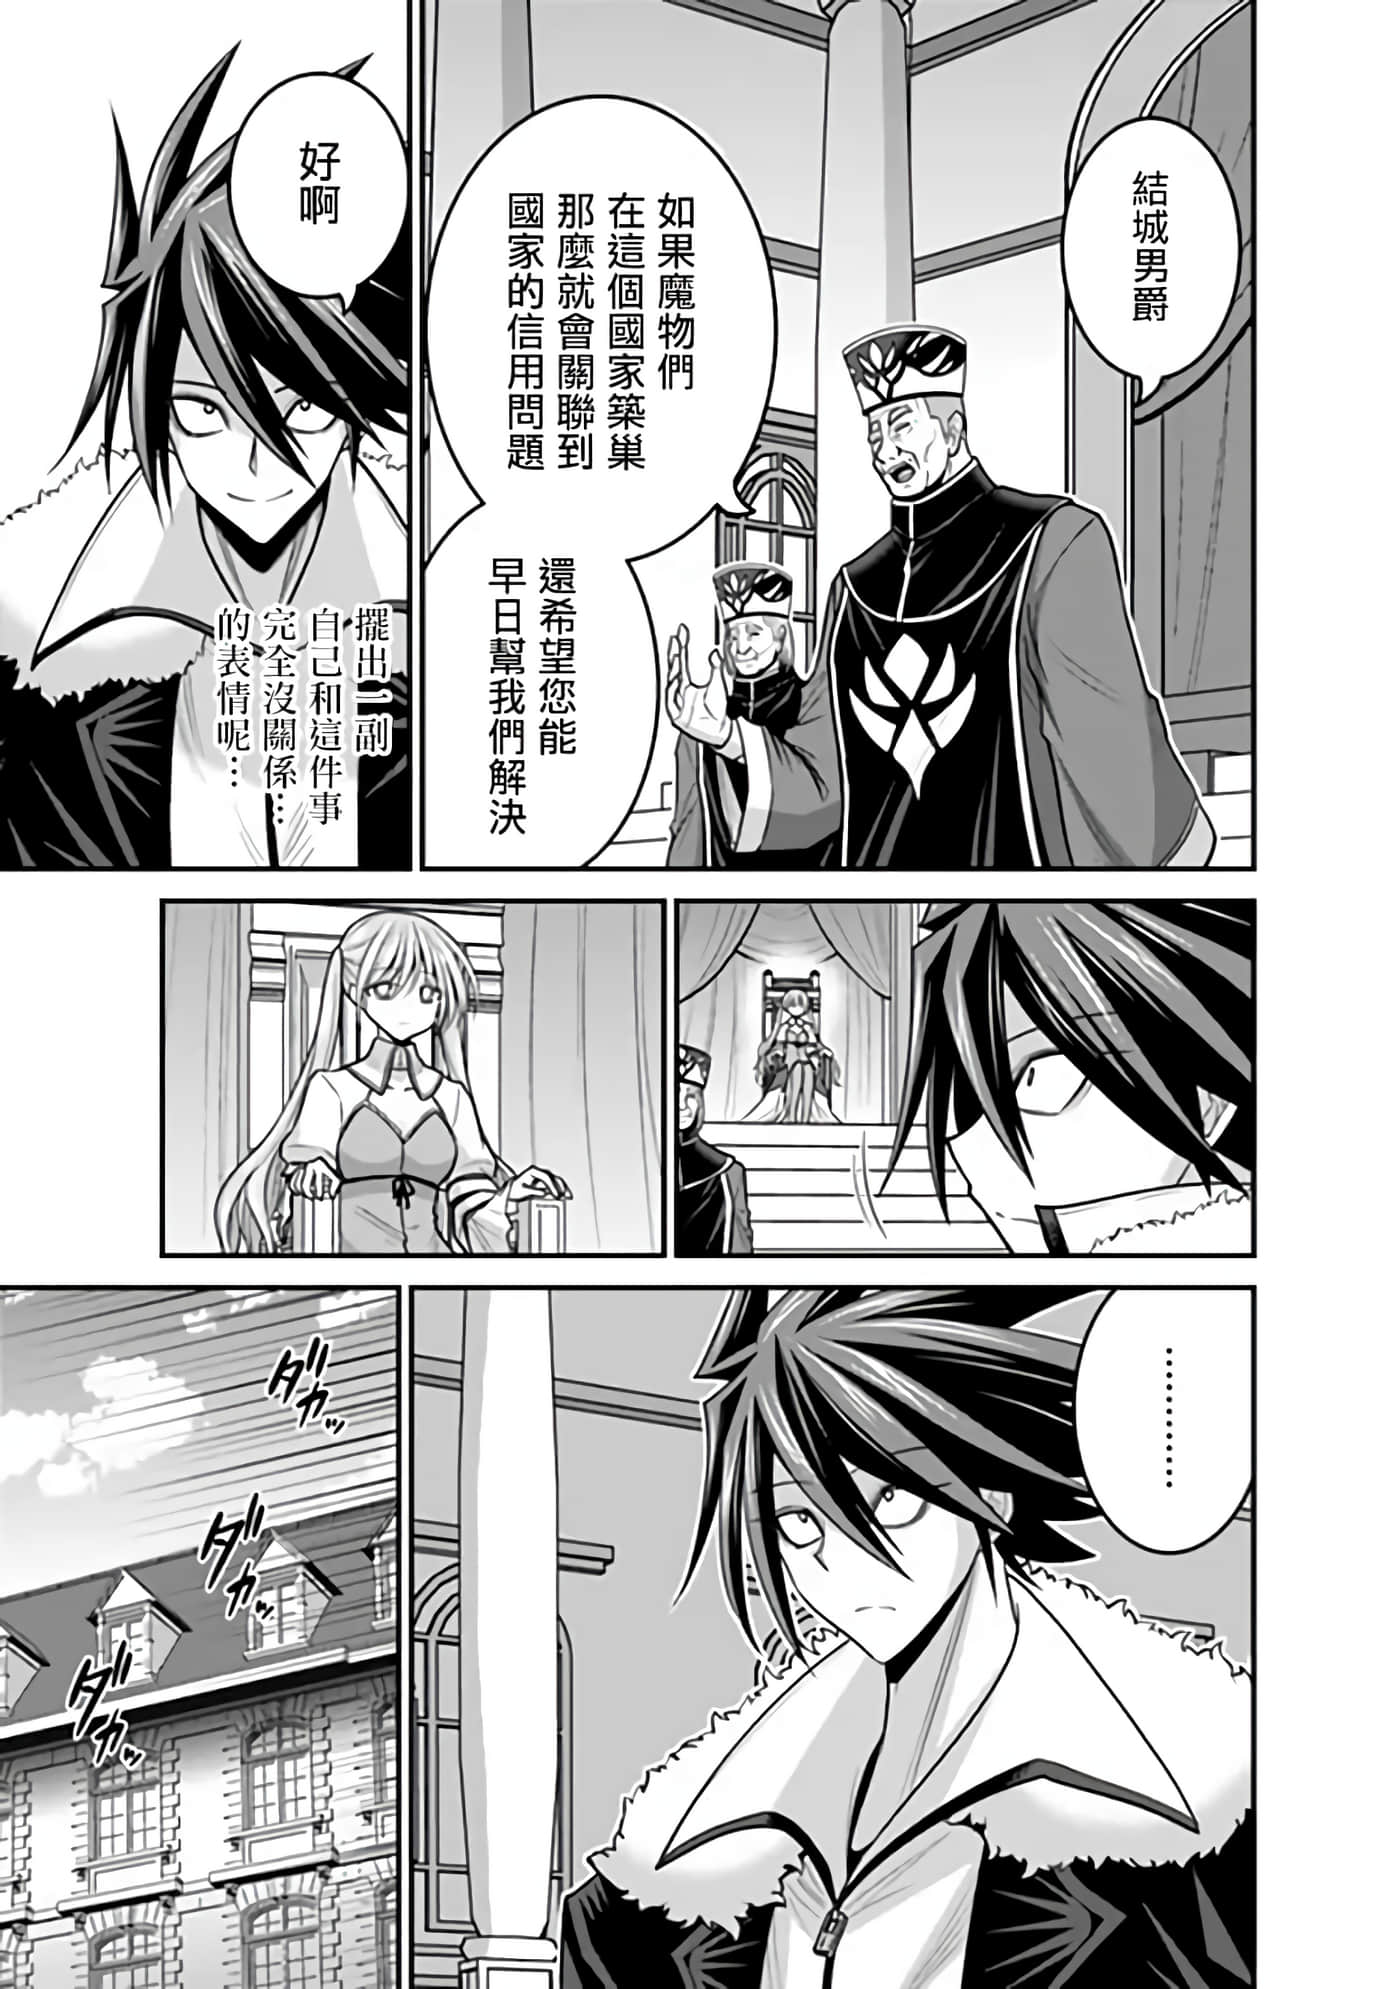 結城男爵
如果魔物們
在這個國家築巢
那麼就會關聯到
國家的信用問題
還希望您能
早日幫我們解決
好啊
擺出一副
自己和這件事
完全沒關係…
的表情呢…
…………
ダカッ
ダカッ
ダカッ